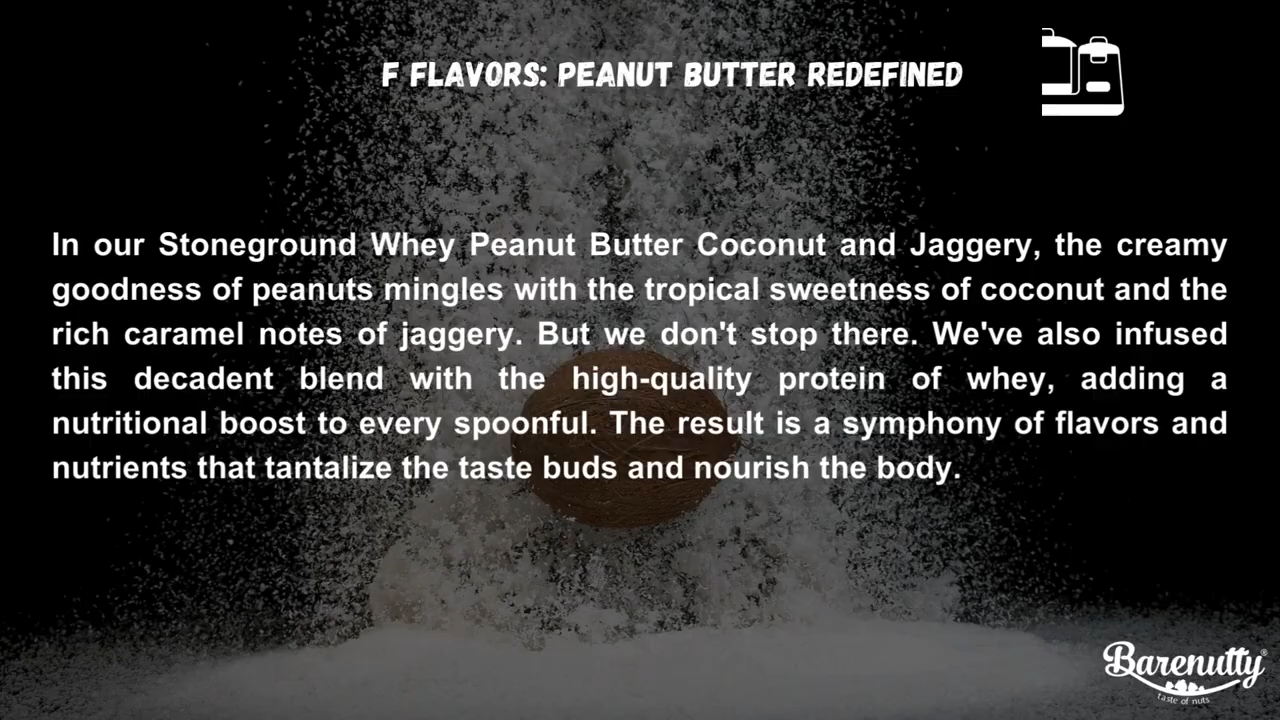 F FLAVORS: PEANUT BUTTER REDEFINED
In our Stoneground Whey Peanut Butter Coconut and Jaggery, the creamy
goodness of peanuts mingles with the tropical sweetness of coconut and the
rich caramel notes of jaggery. But we don't stop there. We've also infused
this decadent blend with the high-quality protein of whey, adding a
nutritional boost to every spoonful. The result is a symphony of flavors and
nutrients that tantalize the taste buds and nourish the body.
Barenutty®
taste of nuts